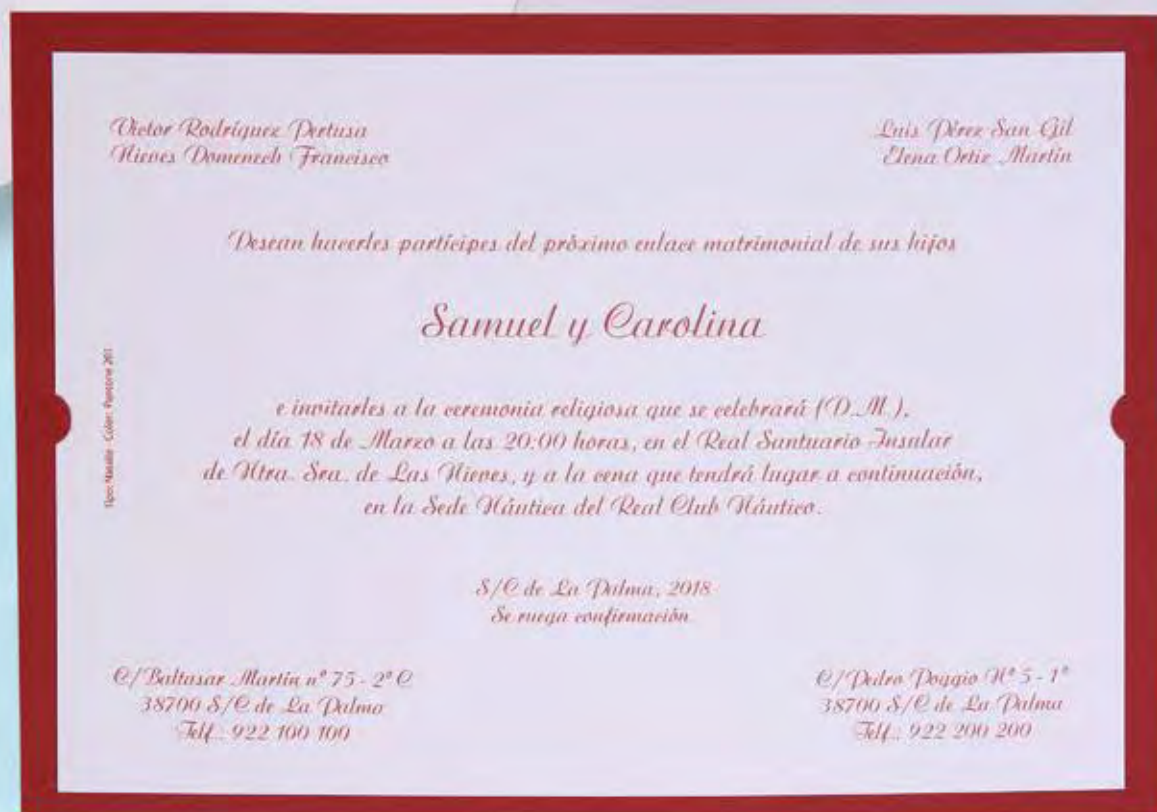 Víctor Rodríguez Pertusa
Nieves Domenech Francisco
Luis Pérez San Gil
Elena Ortiz Martín
Desean hacerles partícipes del próximo enlace matrimonial de sus hijos
Samuel y Carolina
e invitarles a la ceremonia religiosa que se celebrará (D.M.),
el día 18 de Marzo a las 20:00 horas, en el Real Santuario Insular
de Ntra. Sra. de Las Nieves, y a la cena que tendrá lugar a continuación,
en la Sede Náutica del Real Club Náutico.
S/C de La Palma, 2018
Se ruega confirmación
C/ Baltasar Martín nº 75 - 2º C
38700 S/C de La Palma
Telf.: 922 100 100
C/ Pedro Poggio Nº 5 - 1º
38700 S/C de La Palma
Telf.: 922 200 200
Color: Pantone 201